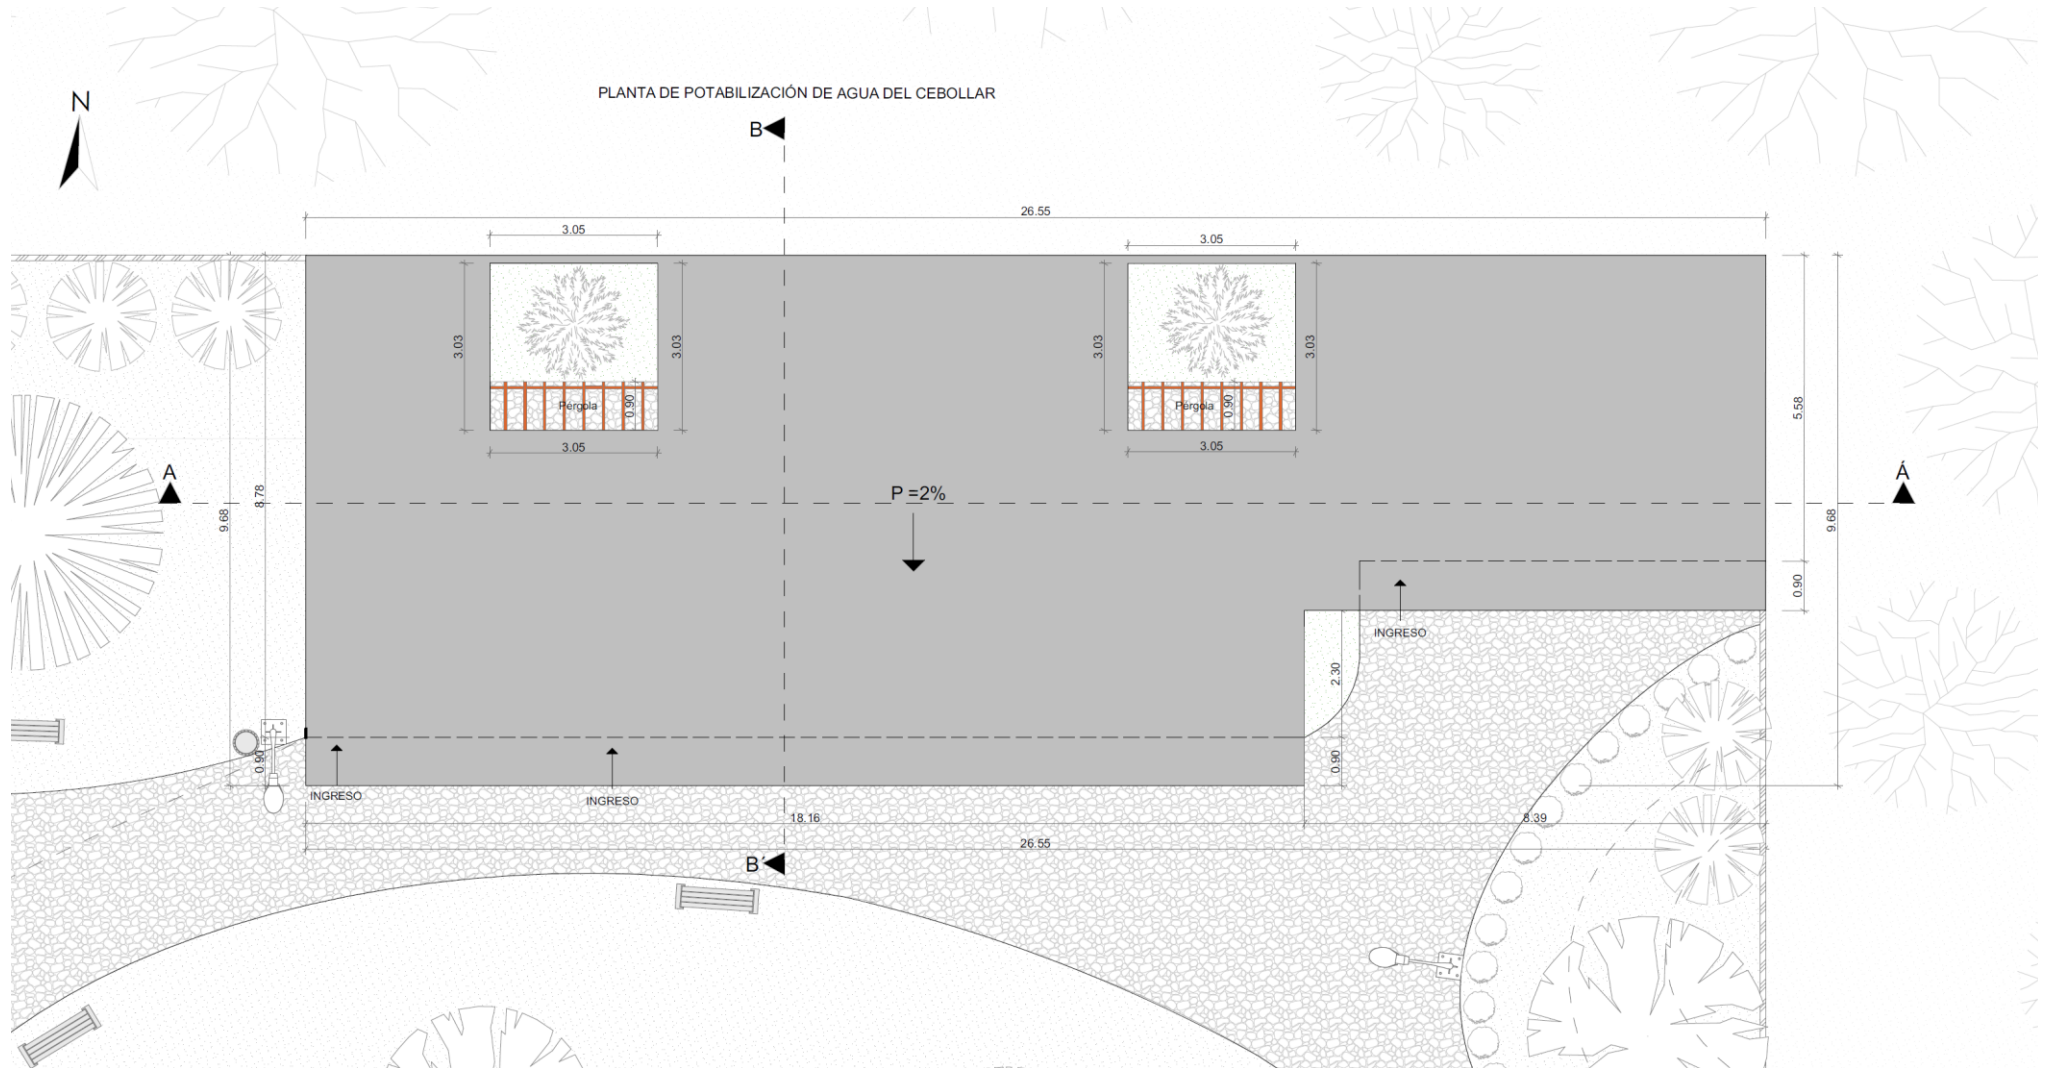 PLANTA DE POTABILIZACIÓN DE AGUA DEL CEBOLLAR
N
B
26.55
3.05
3.05
3.03
3.03
3.03
3.03
Pérgola
0.90
Pérgola
0.90
3.05
3.05
5.58
A
Á
P =2%
8.78
9.68
9.68
0.90
INGRESO
2.30
0.90
0.90
INGRESO
INGRESO
18.16
8.39
26.55
B´